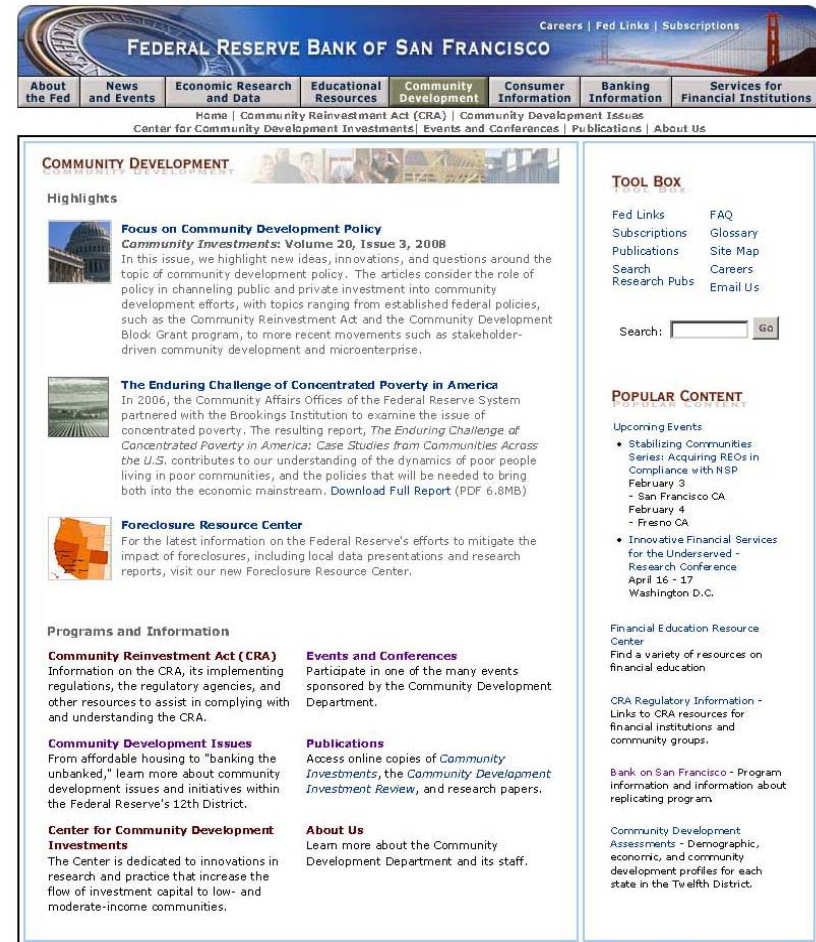 Careers | Fed Links | Subscriptions
FEDERAL RESERVE BANK OF SAN FRANCISCO
About the Fed
News and Events
Economic Research and Data
Educational Resources
Community Development
Consumer Information
Banking Information
Services for Financial Institutions
Home | Community Reinvestment Act (CRA) | Community Development Issues
Center for Community Development Investments| Events and Conferences | Publications | About Us
COMMUNITY DEVELOPMENT
Highlights
Focus on Community Development Policy
Community Investments: Volume 20, Issue 3, 2008
In this issue, we highlight new ideas, innovations, and questions around the
topic of community development policy. The articles consider the role of
policy in channeling public and private investment into community
development efforts, with topics ranging from established federal policies,
such as the Community Reinvestment Act and the Community Development
Block Grant program, to more recent movements such as stakeholder-
driven community development and microenterprise.
The Enduring Challenge of Concentrated Poverty in America
In 2006, the Community Affairs Offices of the Federal Reserve System
partnered with the Brookings Institution to examine the issue of
concentrated poverty. The resulting report, The Enduring Challenge of
Concentrated Poverty in America: Case Studies from Communities Across
the U.S. contributes to our understanding of the dynamics of poor people
living in poor communities, and the policies that will be needed to bring
both into the economic mainstream. Download Full Report (PDF 6.8MB)
Foreclosure Resource Center
For the latest information on the Federal Reserve's efforts to mitigate the
impact of foreclosures, including local data presentations and research
reports, visit our new Foreclosure Resource Center.
Programs and Information
Community Reinvestment Act (CRA)
Information on the CRA, its implementing
regulations, the regulatory agencies, and
other resources to assist in complying with
and understanding the CRA.
Events and Conferences
Participate in one of the many events
sponsored by the Community Development
Department.
Community Development Issues
From affordable housing to "banking the
unbanked," learn more about community
development issues and initiatives within
the Federal Reserve's 12th District.
Publications
Access online copies of Community
Investments, the Community Development
Investment Review, and research papers.
Center for Community Development
Investments
The Center is dedicated to innovations in
research and practice that increase the
flow of investment capital to low- and
moderate-income communities.
About Us
Learn more about the Community
Development Department and its staff.
TOOL BOX
Fed Links
Subscriptions
Publications
Search
Research Pubs
FAQ
Glossary
Site Map
Careers
Email Us
Search:
Go
POPULAR CONTENT
Upcoming Events
• Stabilizing Communities
Series: Acquiring REOs in
Compliance with NSP
February 3
- San Francisco CA
February 4
- Fresno CA
• Innovative Financial Services
for the Underserved -
Research Conference
April 16 - 17
Washington D.C.
Financial Education Resource
Center
Find a variety of resources on
financial education
CRA Regulatory Information -
Links to CRA resources for
financial institutions and
community groups.
Bank on San Francisco - Program
information and information about
replicating program.
Community Development
Assessments - Demographic,
economic, and community
development profiles for each
state in the Twelfth District.